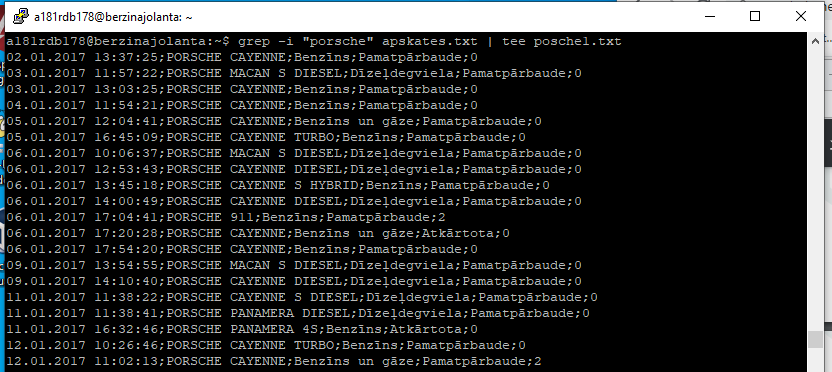 a181rdb178@berzinajolanta: ~
a181rdb178@berzinajolanta:~$ grep -i "porsche" apskates.txt | tee poschel.txt
02.01.2017 13:37:25;PORSCHE CAYENNE;Benzīns;Pamatpārbaude;0
03.01.2017 11:57:22;PORSCHE MACAN S DIESEL;Dīzeļdegviela;Pamatpārbaude;0
03.01.2017 13:03:25;PORSCHE CAYENNE;Benzīns;Pamatpārbaude;0
04.01.2017 11:54:21;PORSCHE CAYENNE;Benzīns;Pamatpārbaude;0
05.01.2017 12:04:41;PORSCHE CAYENNE;Benzīns un gāze;Pamatpārbaude;0
05.01.2017 16:45:09;PORSCHE CAYENNE TURBO;Benzīns;Pamatpārbaude;0
06.01.2017 10:06:37;PORSCHE MACAN S DIESEL;Dīzeļdegviela;Pamatpārbaude;0
06.01.2017 12:53:43;PORSCHE CAYENNE DIESEL;Dīzeļdegviela;Pamatpārbaude;0
06.01.2017 13:45:18;PORSCHE CAYENNE S HYBRID;Benzīns;Pamatpārbaude;0
06.01.2017 14:00:49;PORSCHE CAYENNE DIESEL;Dīzeļdegviela;Pamatpārbaude;0
06.01.2017 17:04:41;PORSCHE 911;Benzīns;Pamatpārbaude;2
06.01.2017 17:20:28;PORSCHE CAYENNE;Benzīns un gāze;Atkārtota;0
06.01.2017 17:54:20;PORSCHE CAYENNE;Benzīns;Pamatpārbaude;0
09.01.2017 13:54:55;PORSCHE MACAN S DIESEL;Dīzeļdegviela;Pamatpārbaude;0
09.01.2017 14:10:40;PORSCHE CAYENNE DIESEL;Dīzeļdegviela;Pamatpārbaude;0
11.01.2017 11:38:22;PORSCHE CAYENNE S DIESEL;Dīzeļdegviela;Pamatpārbaude;0
11.01.2017 11:38:41;PORSCHE PANAMERA DIESEL;Dīzeļdegviela;Pamatpārbaude;0
11.01.2017 16:32:46;PORSCHE PANAMERA 4S;Benzīns;Atkārtota;0
12.01.2017 10:26:46;PORSCHE CAYENNE TURBO;Benzīns;Pamatpārbaude;0
12.01.2017 11:02:13;PORSCHE CAYENNE;Benzīns un gāze;Pamatpārbaude;2